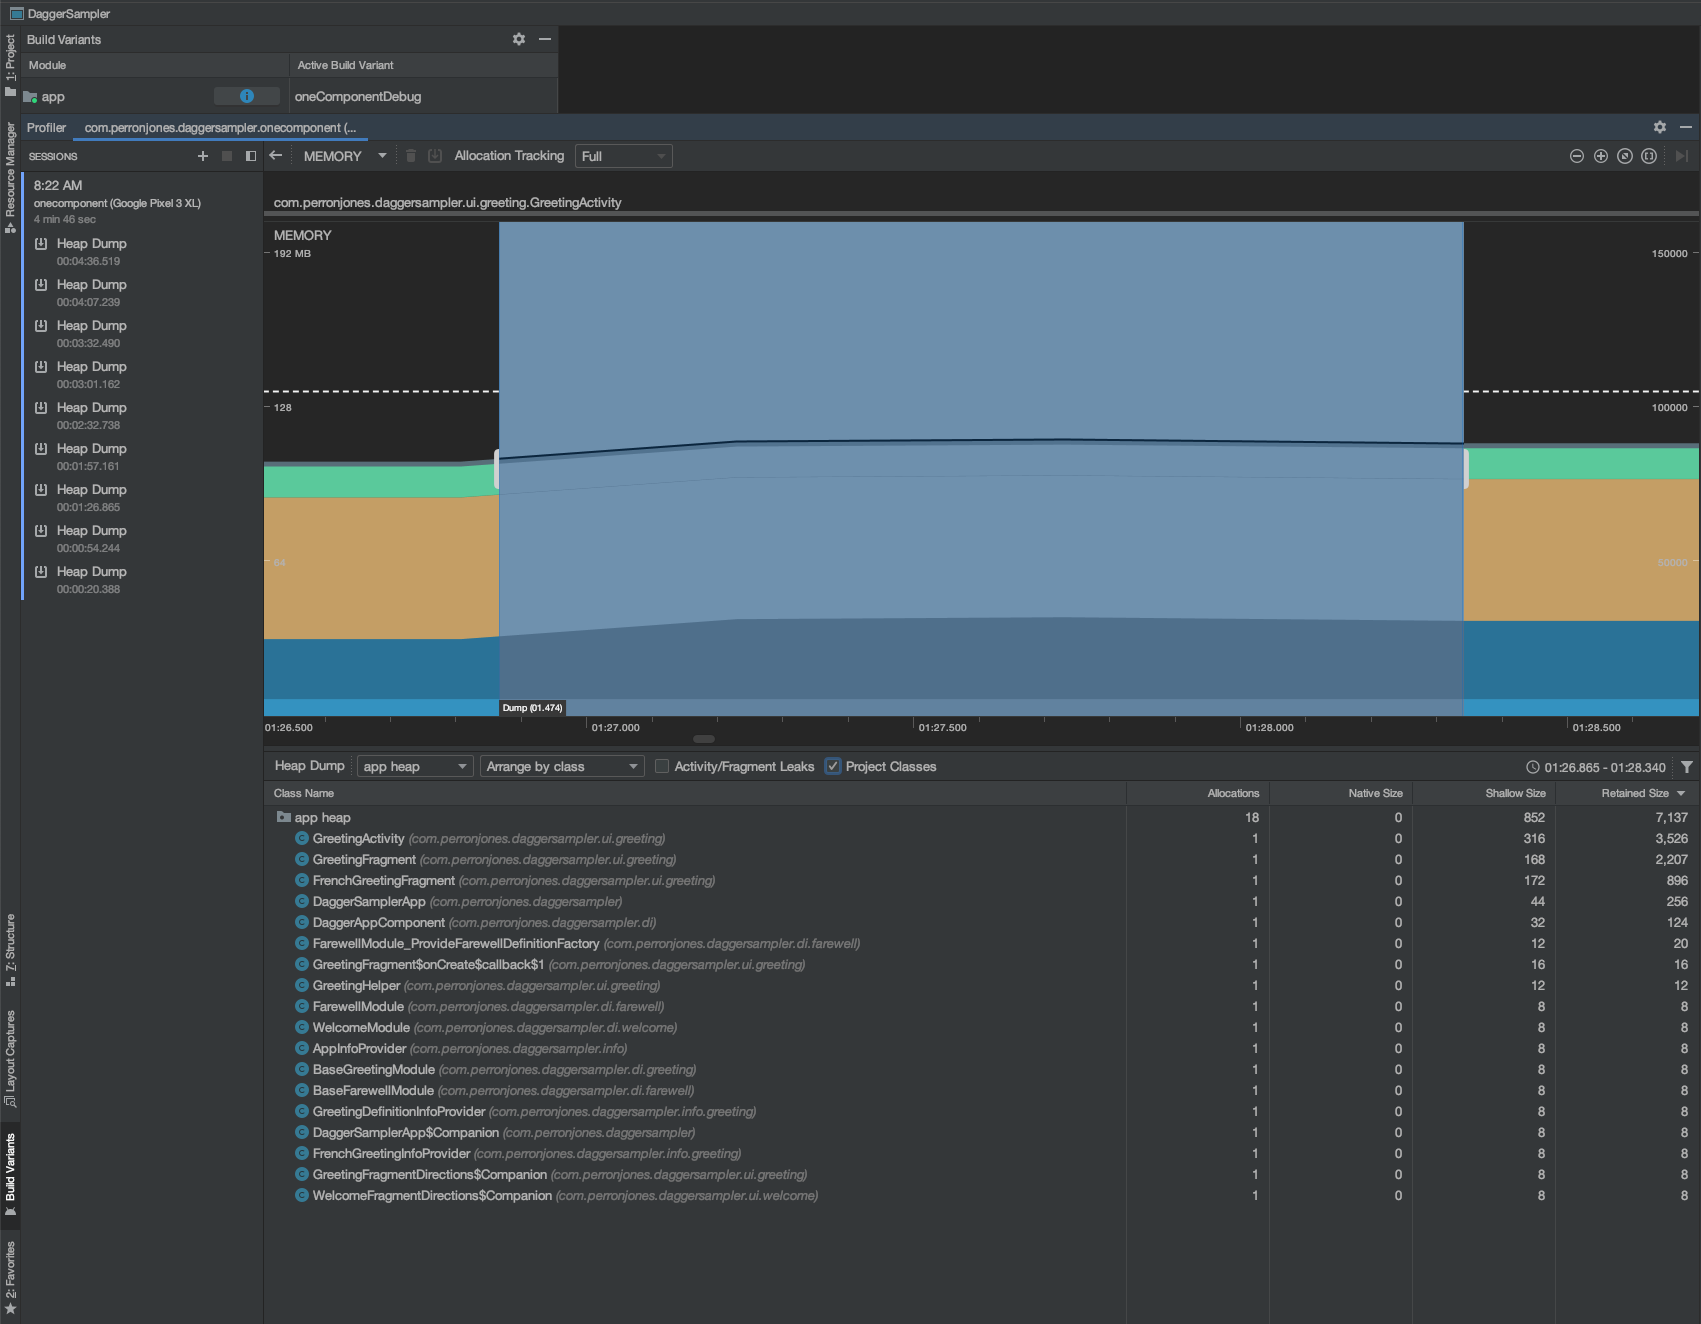 DaggerSampler
Build Variants
Module
Active Build Variant
app
oneComponentDebug
Profiler
com.perronjones.daggersampler.onecomponent (...
SESSIONS
MEMORY
Allocation Tracking
Full
8:22 AM
onecomponent (Google Pixel 3 XL)
4 min 46 sec
Heap Dump
00:04:36.519
Heap Dump
00:04:07.239
Heap Dump
00:03:32.490
Heap Dump
00:03:01.162
Heap Dump
00:02:32.738
Heap Dump
00:01:57.161
Heap Dump
00:01:26.865
Heap Dump
00:00:54.244
Heap Dump
00:00:20.388
1: Project
Resource Manager
7: Structure
Layout Captures
Build Variants
2: Favorites
com.perronjones.daggersampler.ui.greeting.GreetingActivity
MEMORY
192 MB
150000
128
100000
64
50000
Dump (01.474)
01:26.500
01:27.000
01:27.500
01:28.000
01:28.500
Heap Dump
app heap
Arrange by class
Activity/Fragment Leaks
Project Classes
01:26.865 - 01:28.340
Class Name Allocations Native Size Shallow Size Retained Size
app heap 18 0 852 7,137
GreetingActivity (com.perronjones.daggersampler.ui.greeting) 1 0 316 3,526
GreetingFragment (com.perronjones.daggersampler.ui.greeting) 1 0 168 2,207
FrenchGreetingFragment (com.perronjones.daggersampler.ui.greeting) 1 0 172 896
DaggerSamplerApp (com.perronjones.daggersampler) 1 0 44 256
DaggerAppComponent (com.perronjones.daggersampler.di) 1 0 32 124
FarewellModule_ProvideFarewellDefinitionFactory (com.perronjones.daggersampler.di.farewell) 1 0 12 20
GreetingFragment$onCreate$callback$1 (com.perronjones.daggersampler.ui.greeting) 1 0 16 16
GreetingHelper (com.perronjones.daggersampler.ui.greeting) 1 0 12 12
FarewellModule (com.perronjones.daggersampler.di.farewell) 1 0 8 8
WelcomeModule (com.perronjones.daggersampler.di.welcome) 1 0 8 8
AppInfoProvider (com.perronjones.daggersampler.info) 1 0 8 8
BaseGreetingModule (com.perronjones.daggersampler.di.greeting) 1 0 8 8
BaseFarewellModule (com.perronjones.daggersampler.di.farewell) 1 0 8 8
GreetingDefinitionInfoProvider (com.perronjones.daggersampler.info.greeting) 1 0 8 8
DaggerSamplerApp$Companion (com.perronjones.daggersampler) 1 0 8 8
FrenchGreetingInfoProvider (com.perronjones.daggersampler.info.greeting) 1 0 8 8
GreetingFragmentDirections$Companion (com.perronjones.daggersampler.ui.greeting) 1 0 8 8
WelcomeFragmentDirections$Companion (com.perronjones.daggersampler.ui.welcome) 1 0 8 8